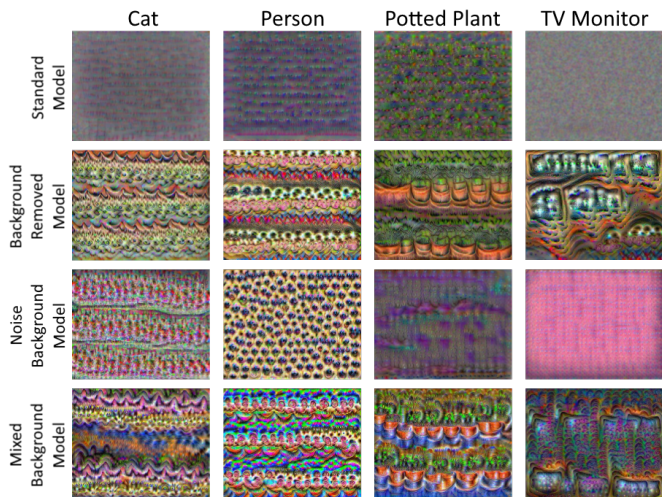 Cat Person Potted Plant TV Monitor
Standard
Model
Background
Removed
Model
Noise
Background
Model
Mixed
Background
Model